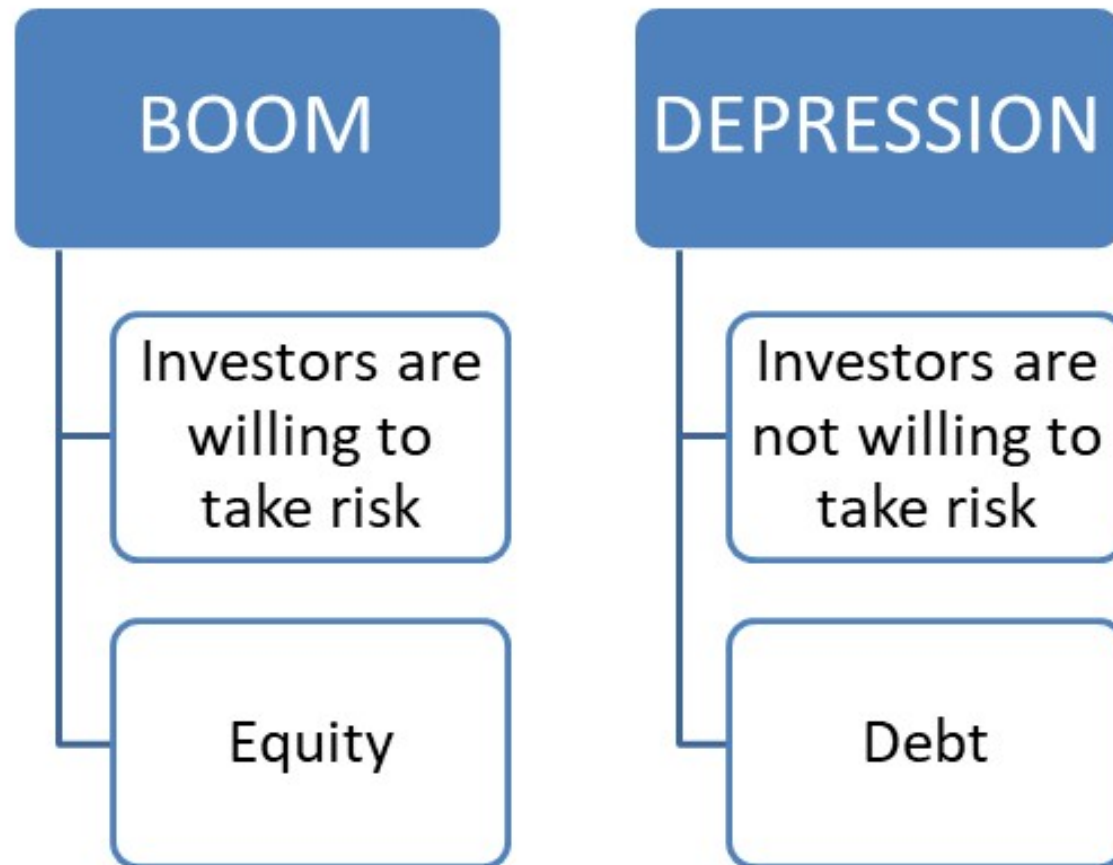 BOOM
Investors are
willing to
take risk
Equity
DEPRESSION
Investors are
not willing to
take risk
Debt